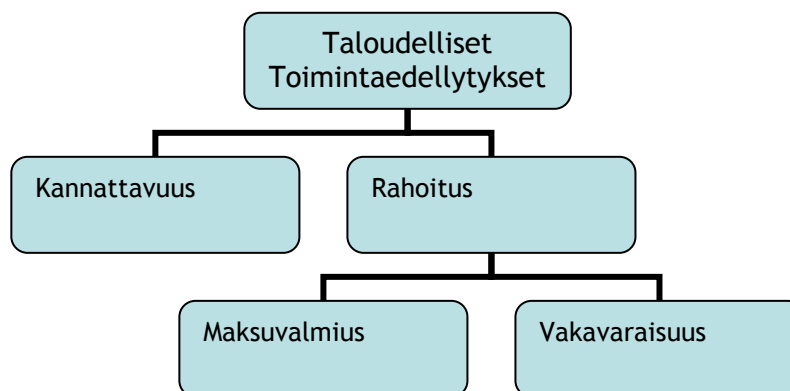 Taloudelliset
Toimintaedellytykset
Kannattavuus
Rahoitus
Maksuvalmius
Vakavaraisuus